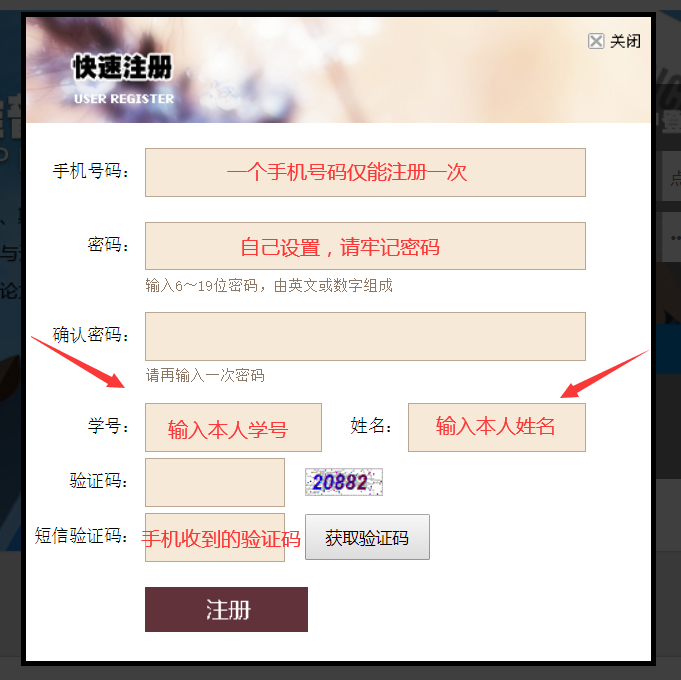 快速注册
USER REGISTER
关闭
手机号码：
一个手机号码仅能注册一次
密码：
自己设置，请牢记密码
输入6～19位密码，由英文或数字组成
确认密码：
请再输入一次密码
学号：
输入本人学号
姓名：
输入本人姓名
验证码：
20882
短信验证码：
手机收到的验证码
获取验证码
注册